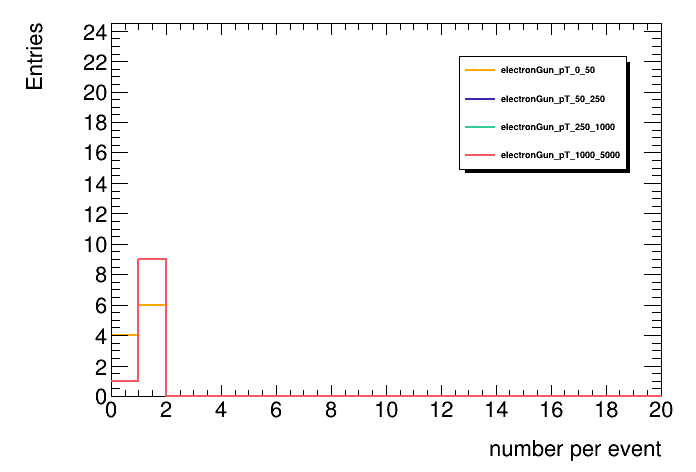 Entries
24
22
20
18
16
14
12
10
8
6
4
2
0
0 2 4 6 8 10 12 14 16 18 20
number per event
electronGun_pT_0_50
electronGun_pT_50_250
electronGun_pT_250_1000
electronGun_pT_1000_5000